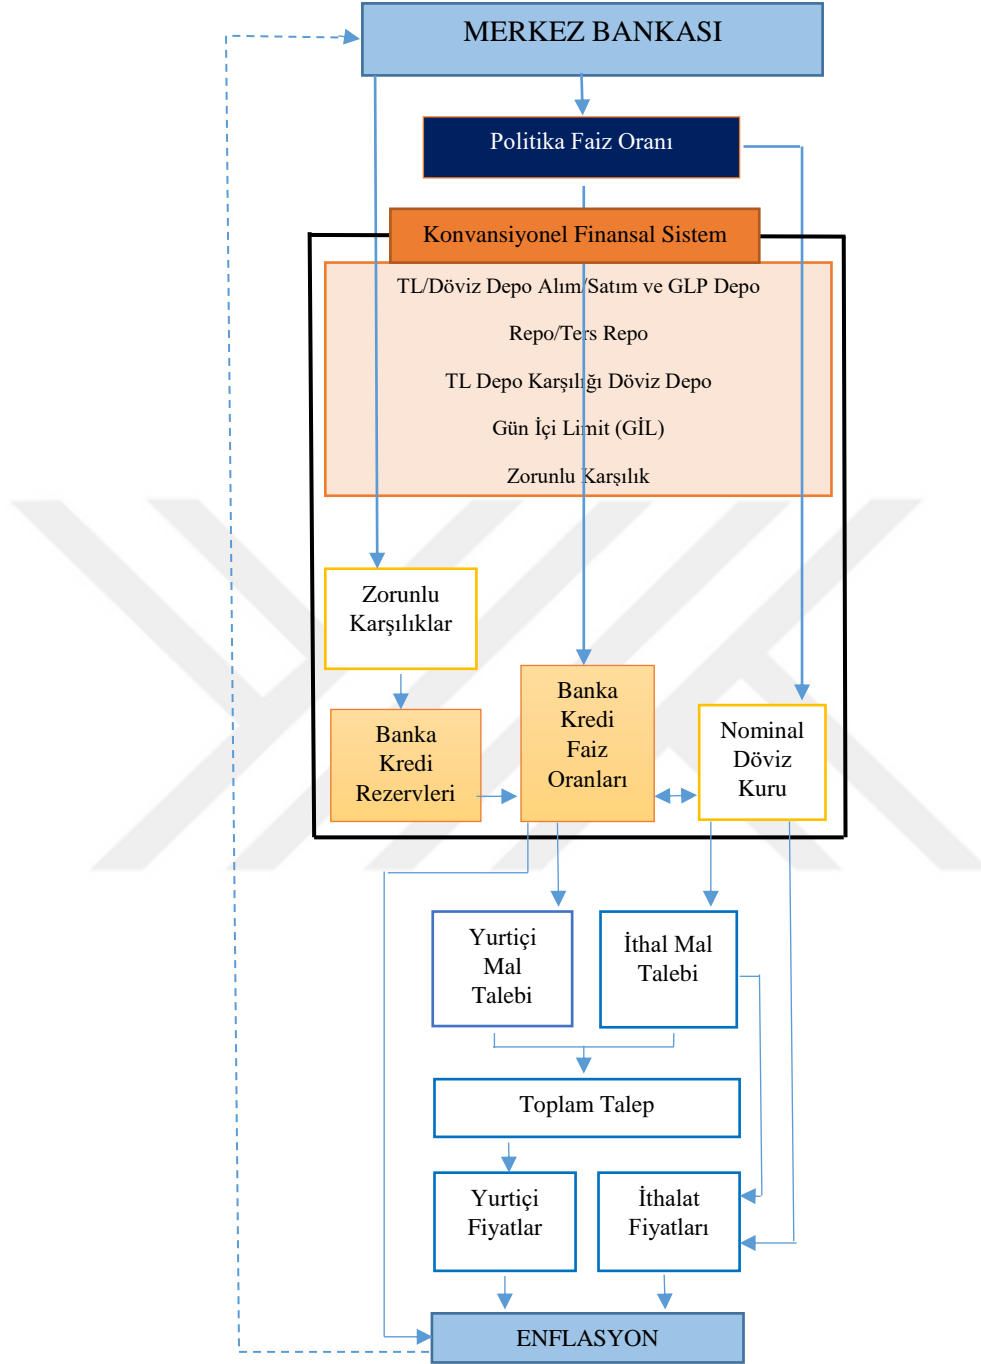 MERKEZ BANKASI
Politika Faiz Oranı
Konvansiyonel Finansal Sistem
TL/Döviz Depo Alım/Satım ve GLP Depo
Repo/Ters Repo
TL Depo Karşılığı Döviz Depo
Gün İçi Limit (GİL)
Zorunlu Karşılık
Zorunlu
Karşılıklar
Banka
Kredi
Rezervleri
Banka
Kredi
Faiz
Oranları
Nominal
Döviz
Kuru
Yurtiçi
Mal
Talebi
İthal Mal
Talebi
Toplam Talep
Yurtiçi
Fiyatlar
İthalat
Fiyatları
ENFLASYON